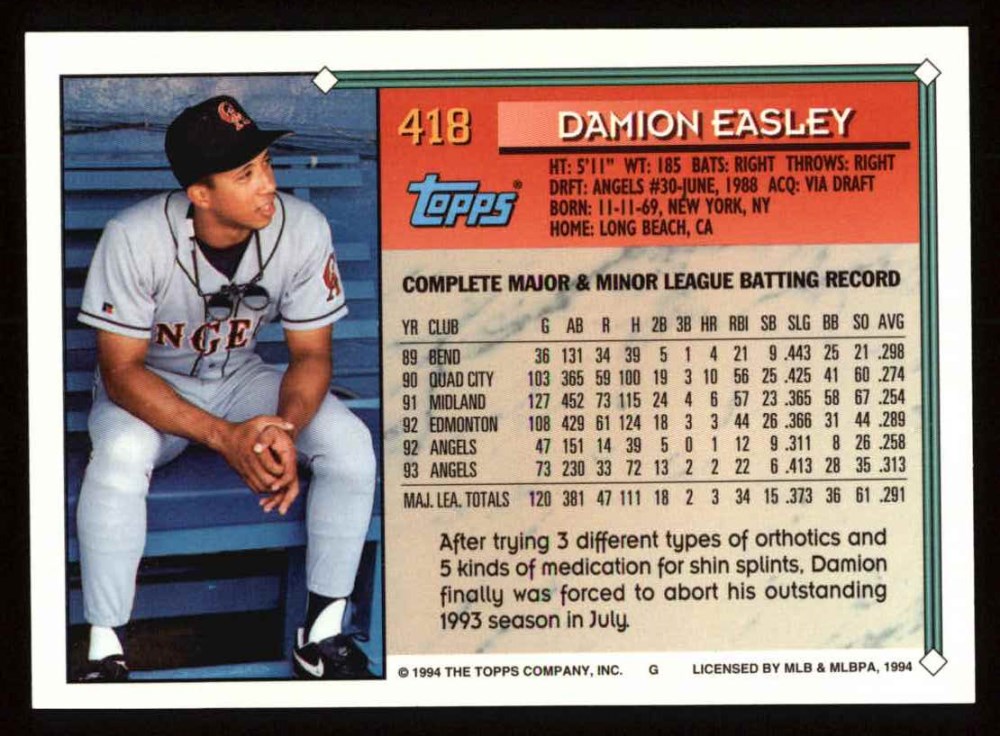 418
DAMION EASLEY
Topps®
HT: 5'11" WT: 185 BATS: RIGHT THROWS: RIGHT
DRFT: ANGELS #30-JUNE, 1988 ACQ: VIA DRAFT
BORN: 11-11-69, NEW YORK, NY
HOME: LONG BEACH, CA
CA
NGE
COMPLETE MAJOR & MINOR LEAGUE BATTING RECORD
YR CLUB G AB R H 2B 3B HR RBI SB SLG BB SO AVG
89 BEND 36 131 34 39 5 1 4 21 9 .443 25 21 .298
90 QUAD CITY 103 365 59 100 19 3 10 56 25 .425 41 60 .274
91 MIDLAND 127 452 73 115 24 4 6 57 23 .365 58 67 .254
92 EDMONTON 108 429 61 124 18 3 3 44 26 .366 31 44 .289
92 ANGELS 47 151 14 39 5 0 1 12 9 .311 8 26 .258
93 ANGELS 73 230 33 72 13 2 2 22 6 .413 28 35 .313
MAJ. LEA. TOTALS 120 381 47 111 18 2 3 34 15 .373 36 61 .291
After trying 3 different types of orthotics and
5 kinds of medication for shin splints, Damion
finally was forced to abort his outstanding
1993 season in July.
© 1994 THE TOPPS COMPANY, INC. G LICENSED BY MLB & MLBPA, 1994